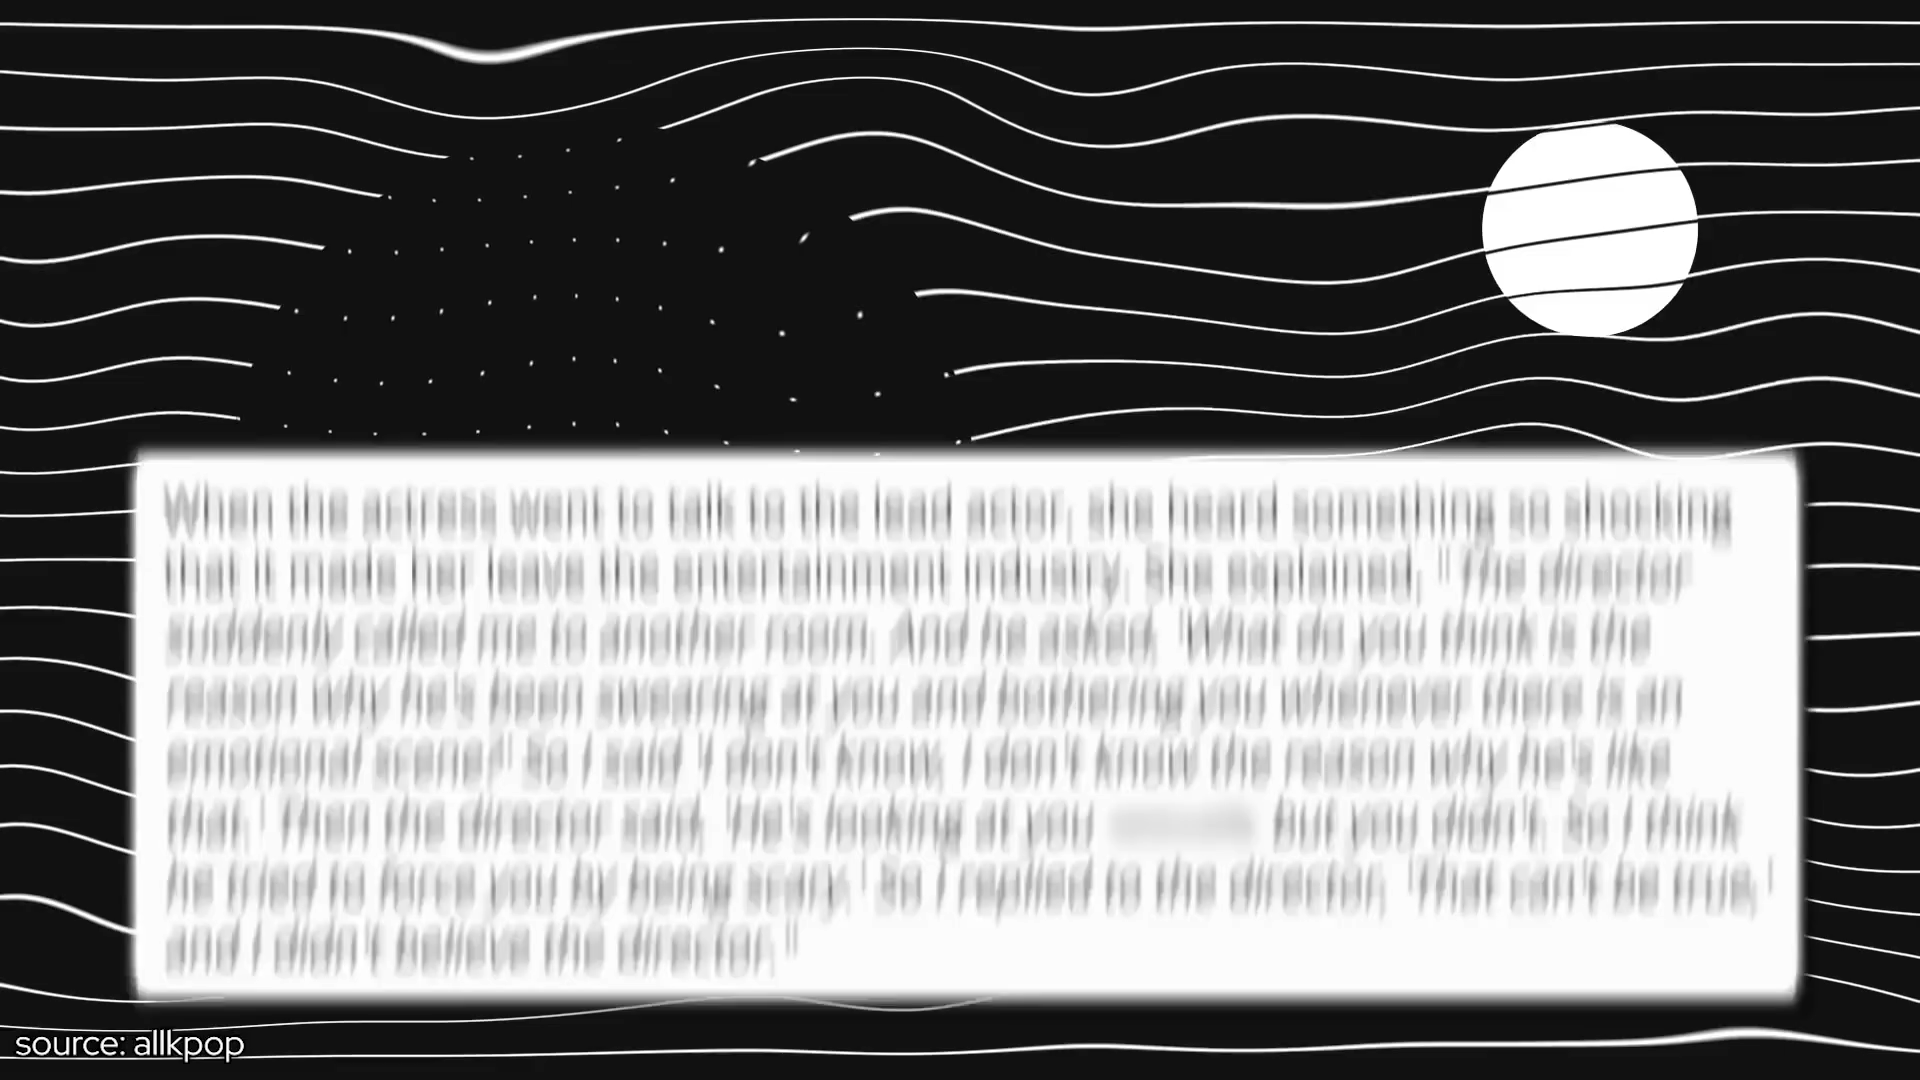 When the actress went to talk to the lead actor, she heard something so shocking
that it made her leave the entertainment industry. She explained, "The director
suddenly called me to another room. And he asked, 'What do you think is the
reason why he's been swearing at you and bothering you whenever there is an
emotional scene?' So I said 'I don't know, I don't know the reason why he's like
that.' Then the director said, 'He's looking at you but you didn't. So I think
he tried to force you by being scary.' So I replied to the director, 'That can't be true,'
and I didn't believe the director."
source: allkpop